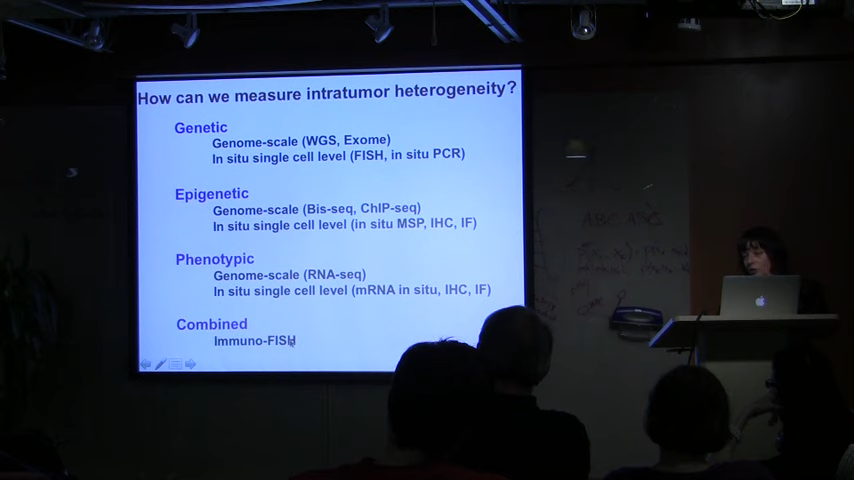 How can we measure intratumor heterogeneity?
Genetic
Genome-scale (WGS, Exome)
In situ single cell level (FISH, in situ PCR)
Epigenetic
Genome-scale (Bis-seq, ChIP-seq)
In situ single cell level (in situ MSP, IHC, IF)
Phenotypic
Genome-scale (RNA-seq)
In situ single cell level (mRNA in situ, IHC, IF)
Combined
Immuno-FISH
ABC ABC